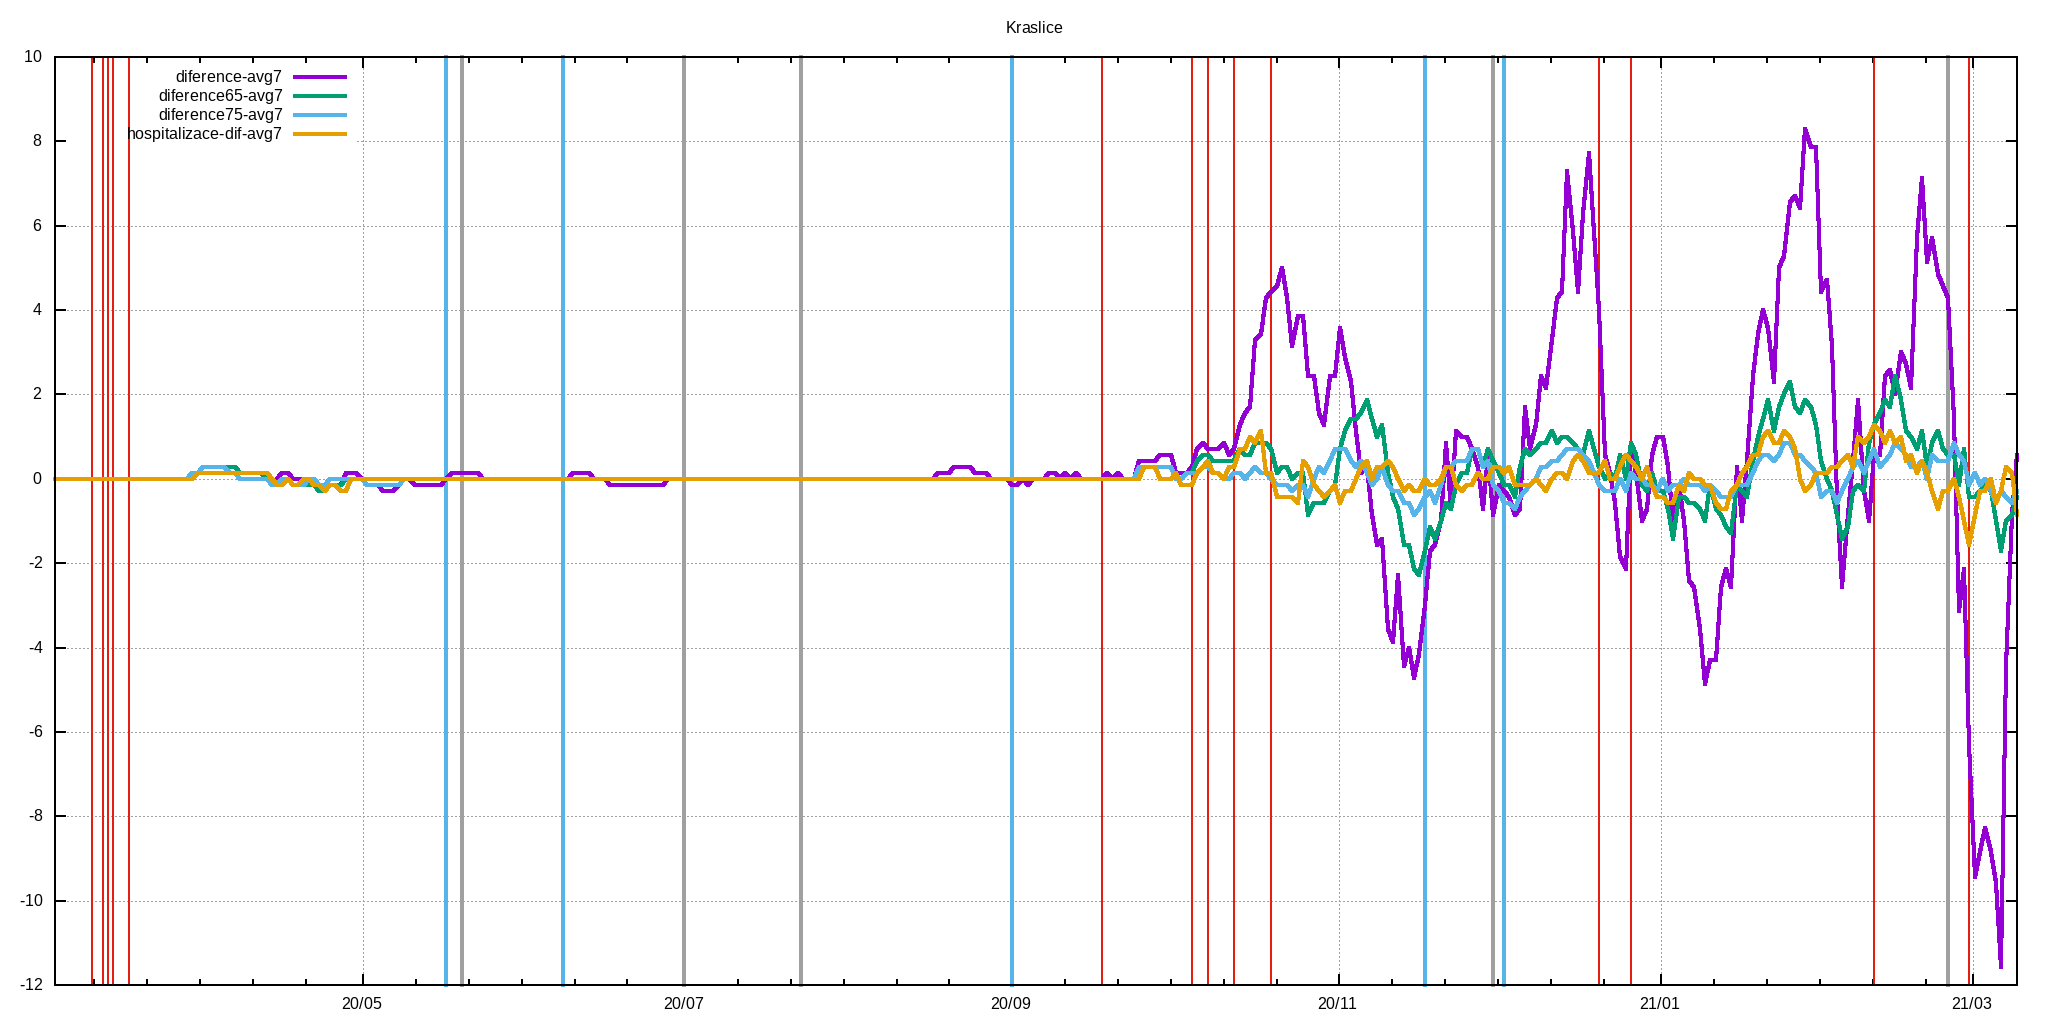 Kraslice
diference-avg7
diference65-avg7
diference75-avg7
hospitalizace-dif-avg7
10
8
6
4
2
0
-2
-4
-6
-8
-10
-12
20/05 20/07 20/09 20/11 21/01 21/03